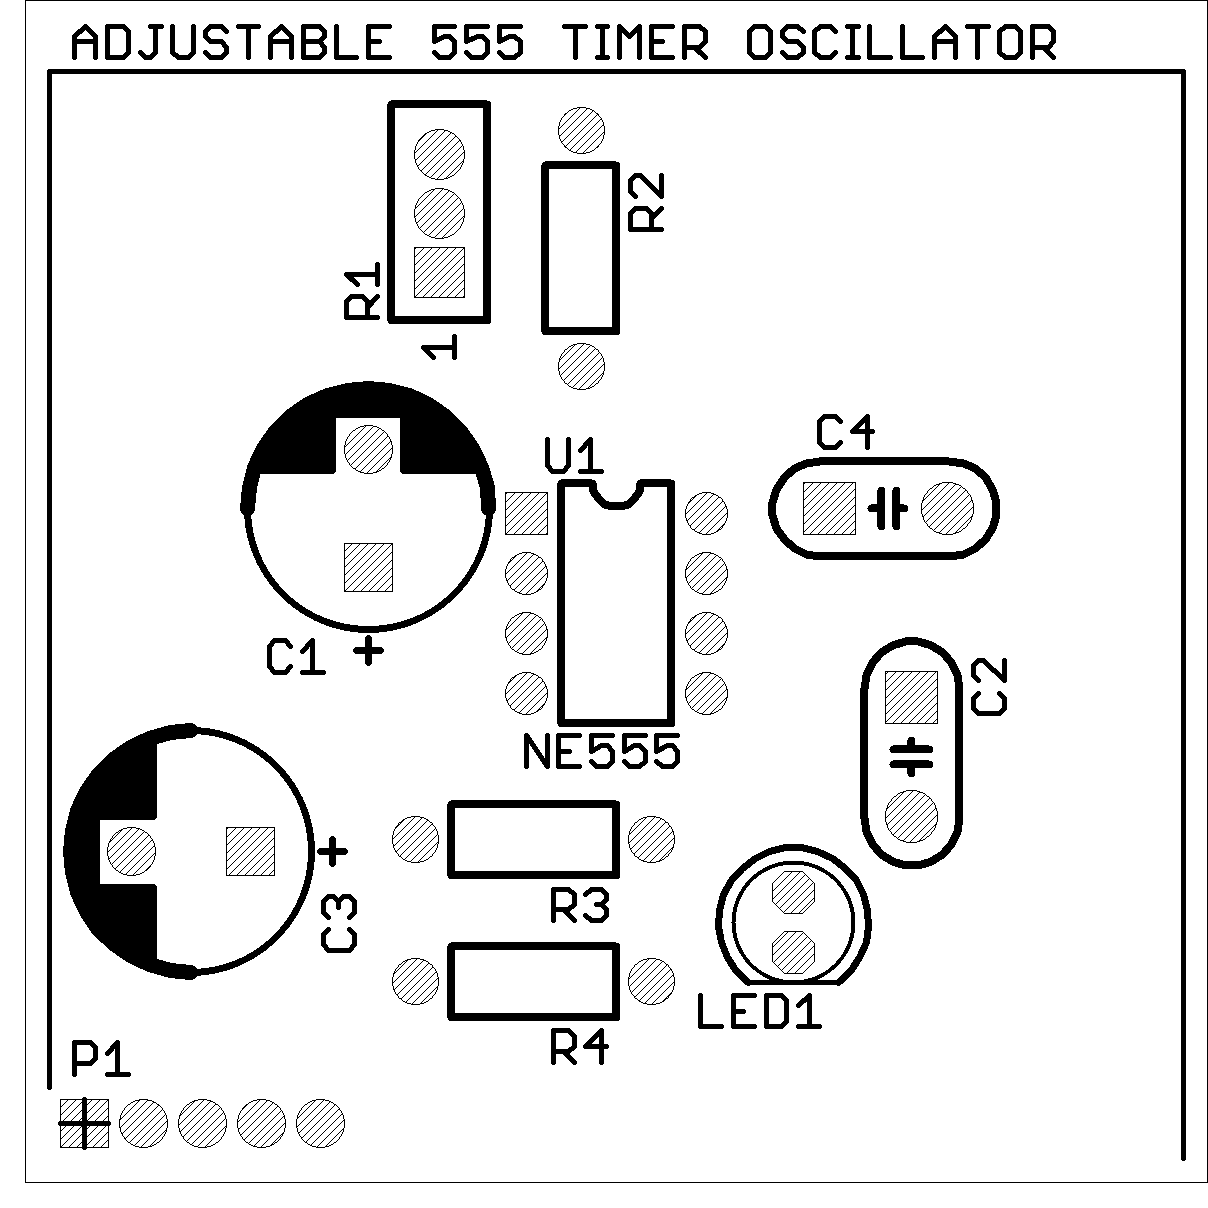 ADJUSTABLE 555 TIMER OSCILLATOR
R2
R1
1
C4
U1
C1 +
C2
NE555
+
C3
R3
LED1
R4
P1